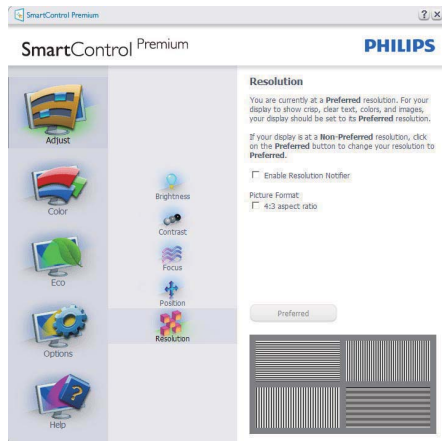 SmartControl Premium
? X
SmartControl Premium
PHILIPS
Adjust
Color
Eco
Options
Help
Brightness
Contrast
Focus
Position
Resolution
Resolution
You are currently at a Preferred resolution. For your
display to show crisp, clear text, colors, and images,
your display should be set to its Preferred resolution.
If your display is at a Non-Preferred resolution, click
on the Preferred button to change your resolution to
Preferred.
Enable Resolution Notifier
Picture Format
4:3 aspect ratio
Preferred